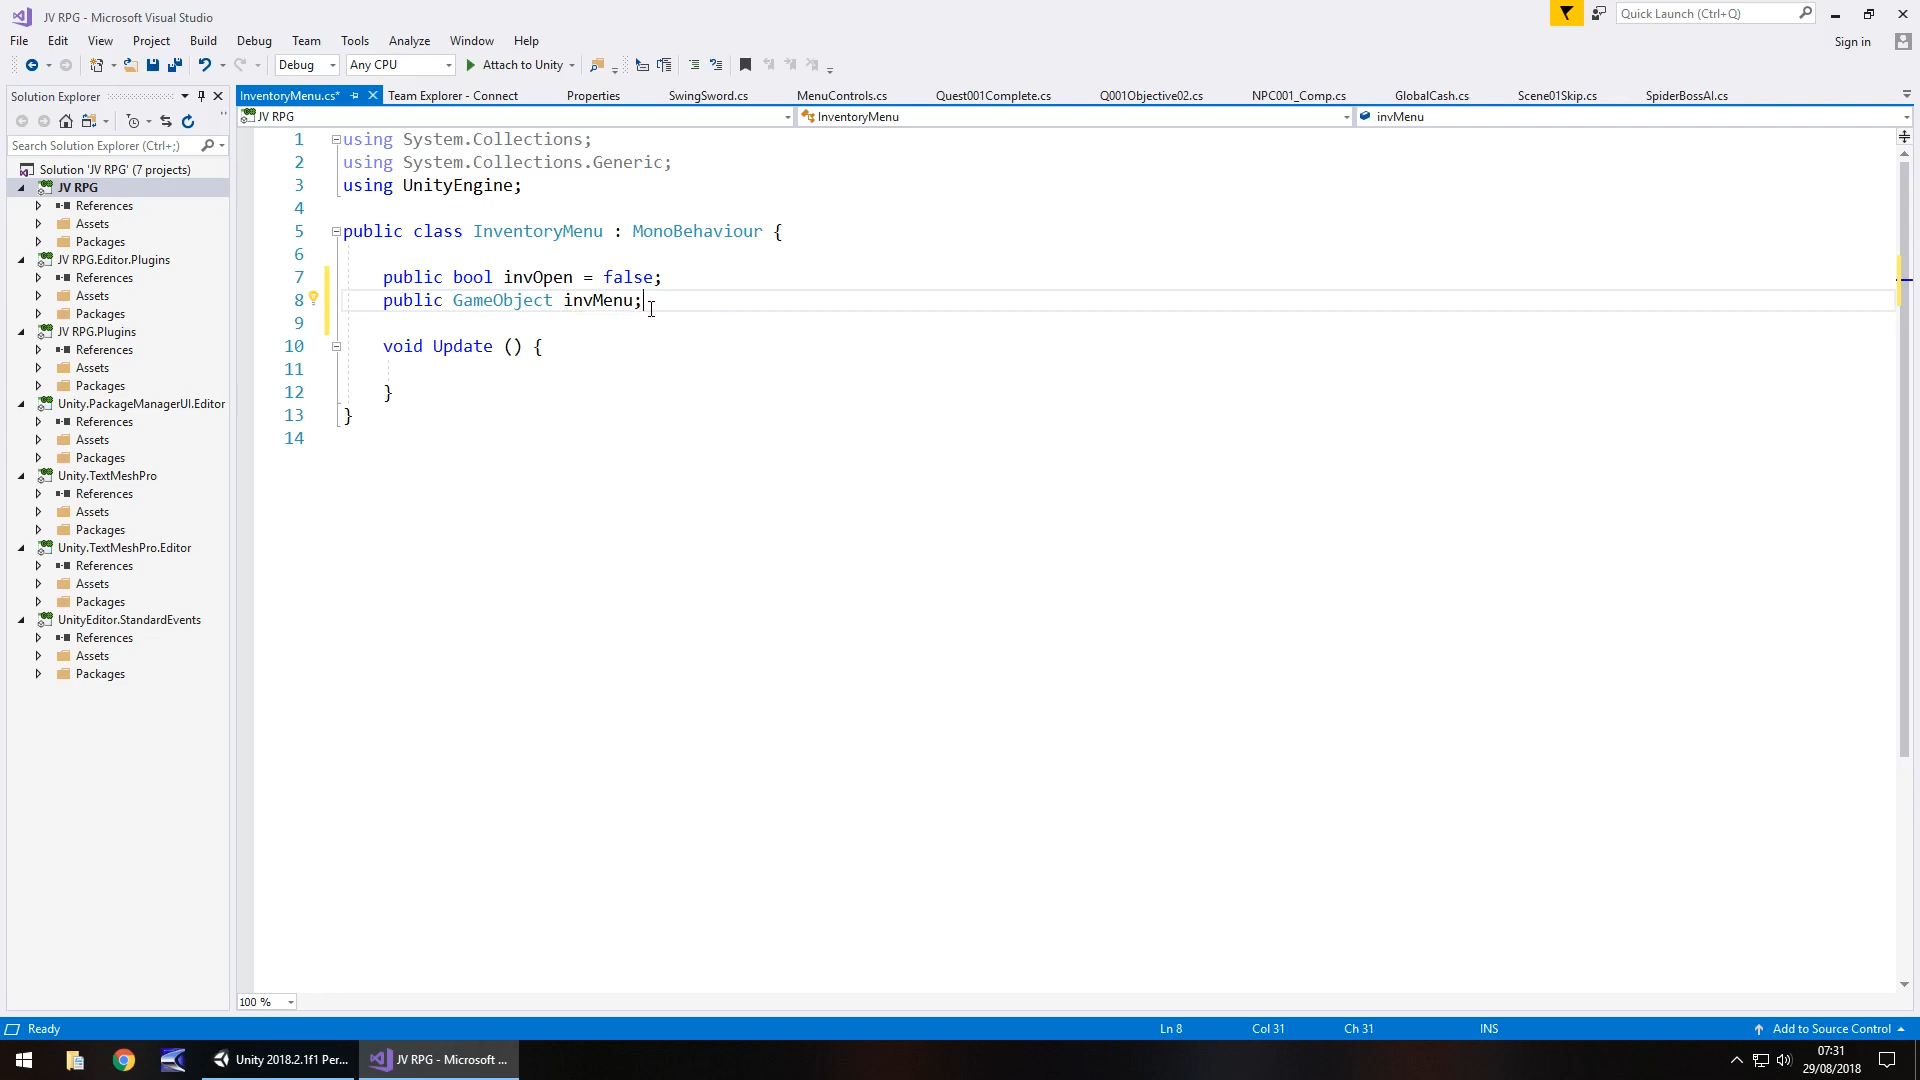 JV RPG - Microsoft Visual Studio
Quick Launch (Ctrl+Q)
File Edit View Project Build Debug Team Tools Analyze Window Help
Sign in
Debug Any CPU Attach to Unity
Solution Explorer
InventoryMenu.cs* Team Explorer - Connect Properties SwingSword.cs MenuControls.cs Quest001Complete.cs Q001Objective02.cs NPC001_Comp.cs GlobalCash.cs Scene01Skip.cs SpiderBossAI.cs
JV RPG InventoryMenu invMenu
Search Solution Explorer (Ctrl+;)
Solution 'JV RPG' (7 projects)
JV RPG
References
Assets
Packages
JV RPG.Editor.Plugins
References
Assets
Packages
JV RPG.Plugins
References
Assets
Packages
Unity.PackageManagerUI.Editor
References
Assets
Packages
Unity.TextMeshPro
References
Assets
Packages
Unity.TextMeshPro.Editor
References
Assets
Packages
UnityEditor.StandardEvents
References
Assets
Packages
1 using System.Collections;
2 using System.Collections.Generic;
3 using UnityEngine;
4
5 public class InventoryMenu : MonoBehaviour {
6
7 public bool invOpen = false;
8 public GameObject invMenu;
9
10 void Update () {
11
12 }
13 }
14
100 %
Ready Ln 8 Col 31 Ch 31 INS Add to Source Control
Unity 2018.2.1f1 Per... JV RPG - Microsoft ...
07:31
29/08/2018